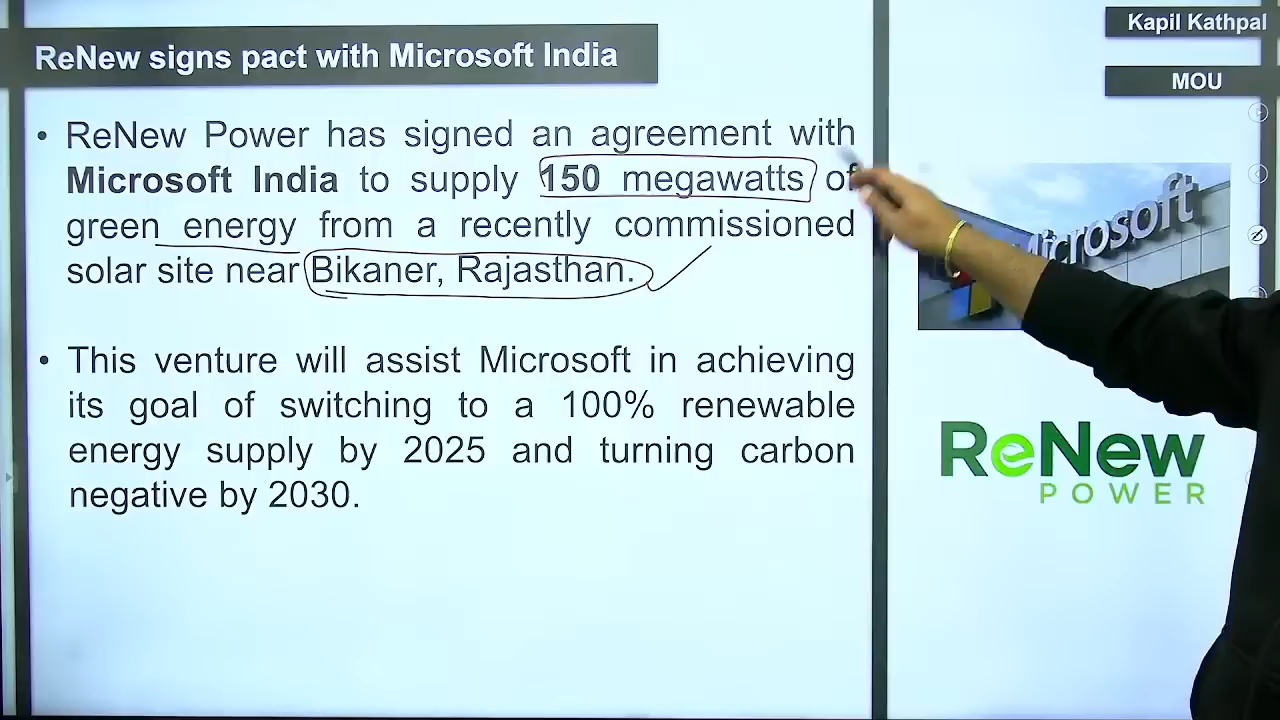 Kapil Kathpal
ReNew signs pact with Microsoft India
MOU
• ReNew Power has signed an agreement with
Microsoft India to supply 150 megawatts of
green energy from a recently commissioned
solar site near Bikaner, Rajasthan.
• This venture will assist Microsoft in achieving
its goal of switching to a 100% renewable
energy supply by 2025 and turning carbon
negative by 2030.
Microsoft
ReNew
POWER